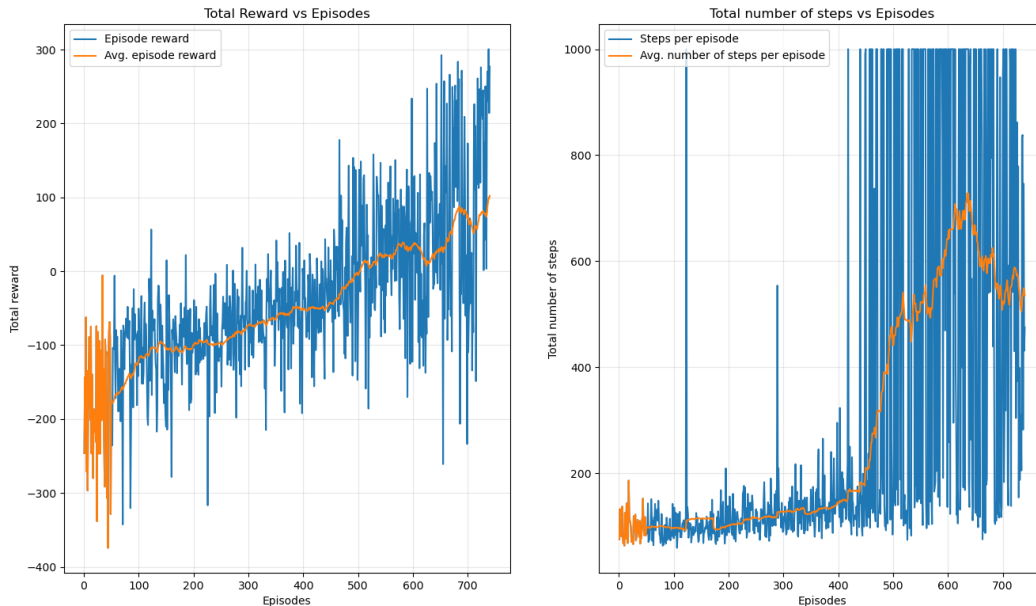 Total Reward vs Episodes
Episode reward
Avg. episode reward
300
200
100
0
−100
−200
−300
−400
Total reward
0 100 200 300 400 500 600 700
Episodes
Total number of steps vs Episodes
Steps per episode
Avg. number of steps per episode
1000
800
600
400
200
Total number of steps
0 100 200 300 400 500 600 700
Episodes